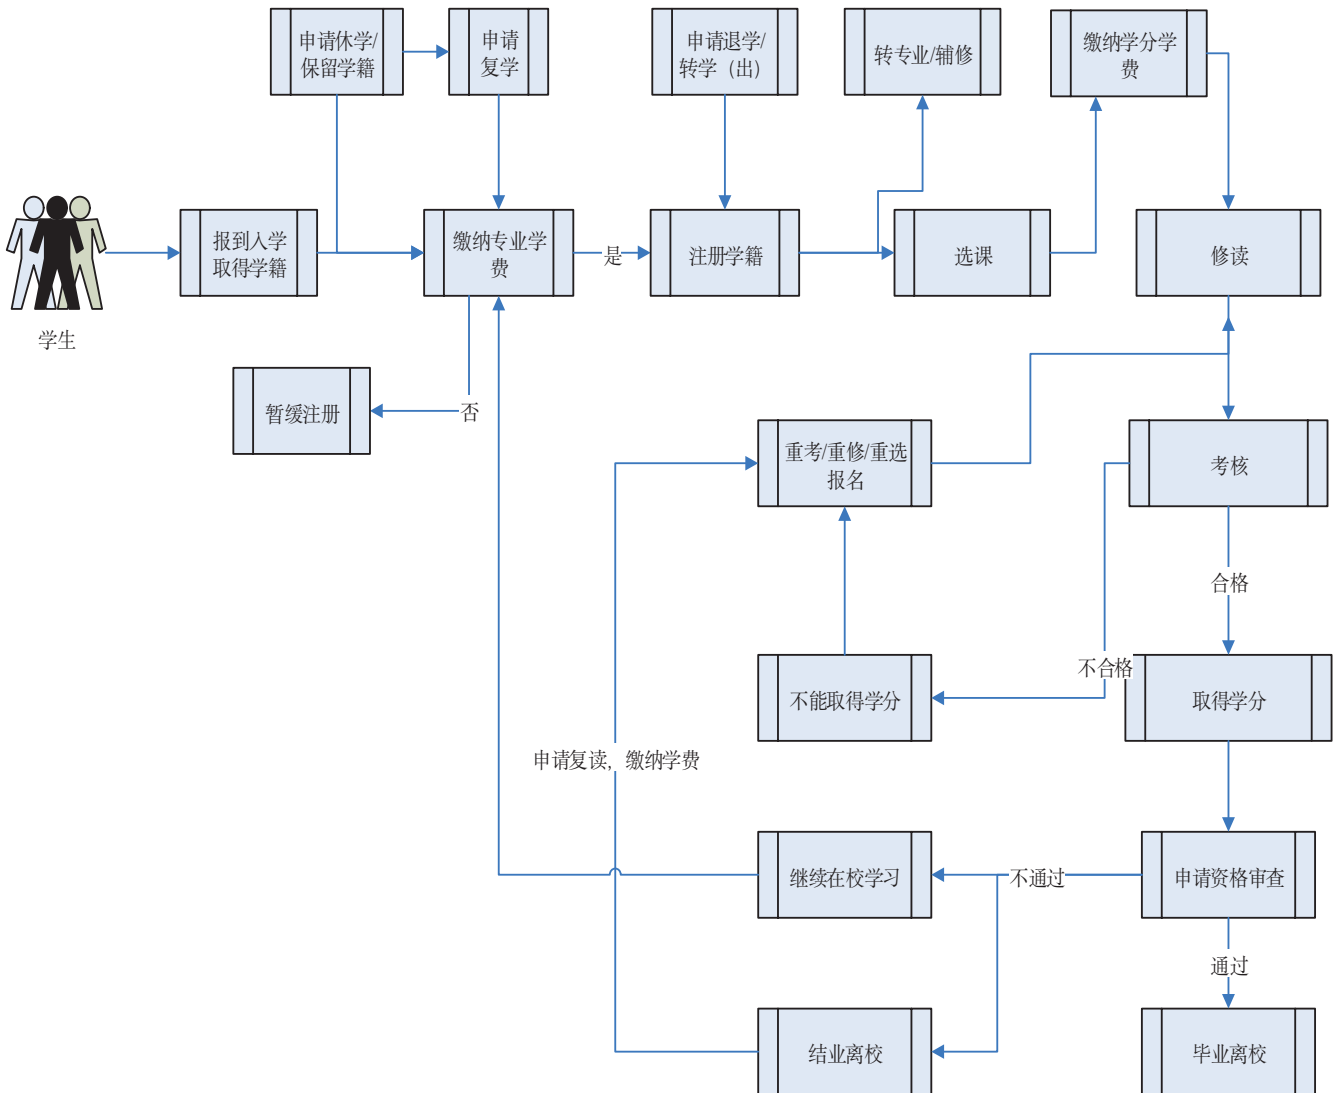 申请休学/
保留学籍
申请
复学
申请退学/
转学（出）
转专业/辅修
缴纳学分学
费
学生
报到入学
取得学籍
缴纳专业学
费
是
注册学籍
选课
修读
暂缓注册
否
重考/重修/重选
报名
考核
合格
不合格
不能取得学分
取得学分
申请复读，缴纳学费
继续在校学习
不通过
申请资格审查
通过
结业离校
毕业离校